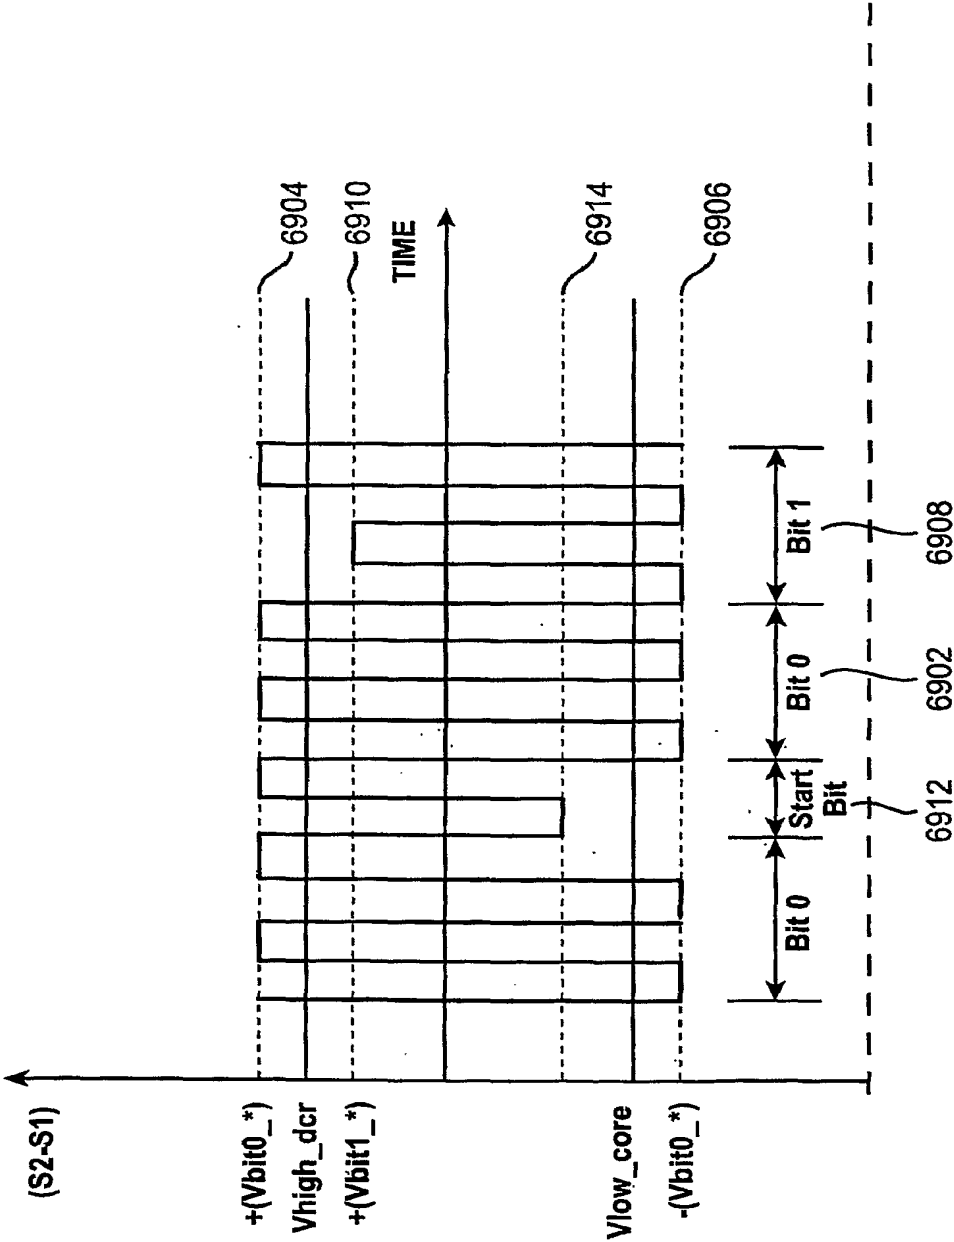 (S2-S1)
+(Vbit0_*)
Vhigh_dcr
+(Vbit1_*)
Vlow_core
-(Vbit0_*)
6904
6910
TIME
6914
6906
Bit 0
Start
Bit
Bit 0
Bit 1
6912
6902
6908